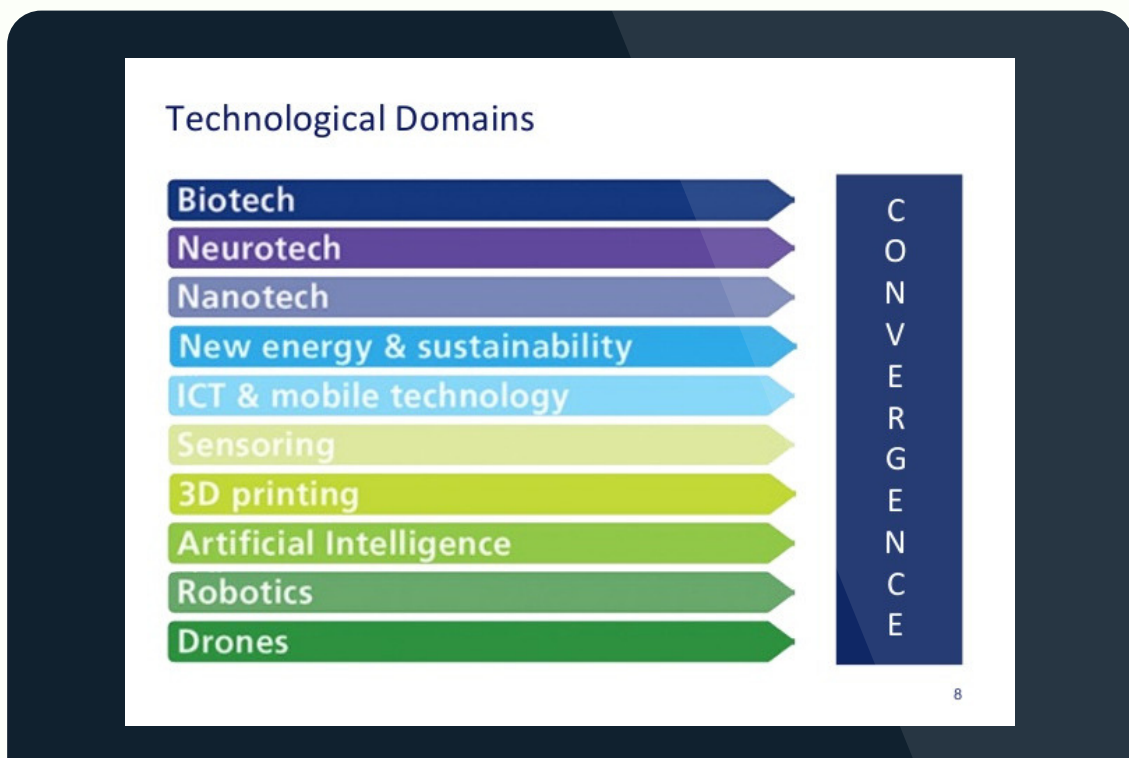 Technological Domains
Biotech
Neurotech
Nanotech
New energy & sustainability
ICT & mobile technology
Sensoring
3D printing
Artificial Intelligence
Robotics
Drones
CONVERGENCE
8